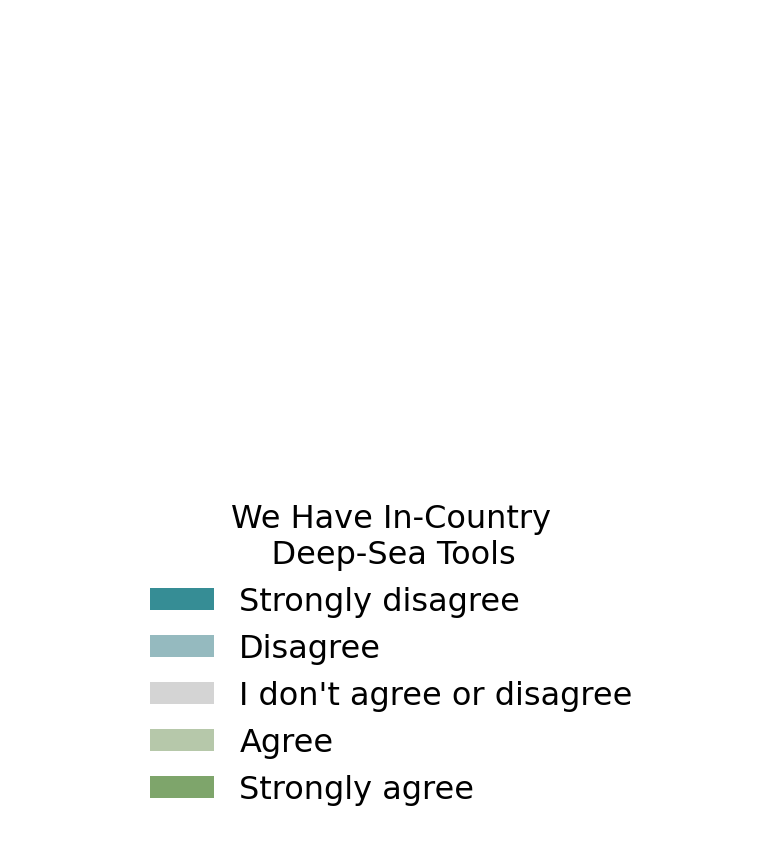 We Have In-Country
Deep-Sea Tools
Strongly disagree
Disagree
I don't agree or disagree
Agree
Strongly agree